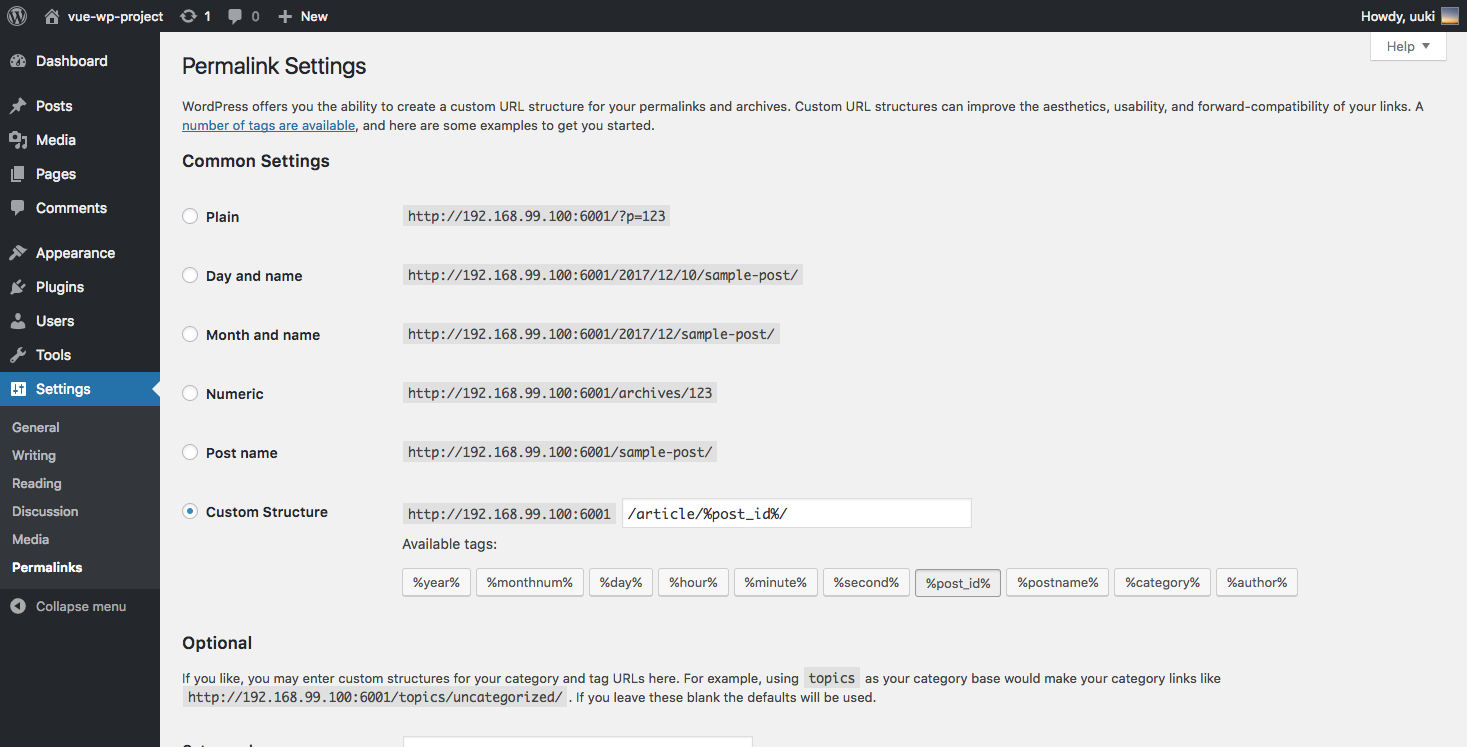 vue-wp-project 1 0 New Howdy, uuki
Help
Dashboard
Posts
Media
Pages
Comments
Appearance
Plugins
Users
Tools
Settings
General
Writing
Reading
Discussion
Media
Permalinks
Collapse menu
Permalink Settings
WordPress offers you the ability to create a custom URL structure for your permalinks and archives. Custom URL structures can improve the aesthetics, usability, and forward-compatibility of your links. A
number of tags are available, and here are some examples to get you started.
Common Settings
Plain http://192.168.99.100:6001/?p=123
Day and name http://192.168.99.100:6001/2017/12/10/sample-post/
Month and name http://192.168.99.100:6001/2017/12/sample-post/
Numeric http://192.168.99.100:6001/archives/123
Post name http://192.168.99.100:6001/sample-post/
Custom Structure http://192.168.99.100:6001 /article/%post_id%/
Available tags:
%year% %monthnum% %day% %hour% %minute% %second% %post_id% %postname% %category% %author%
Optional
If you like, you may enter custom structures for your category and tag URLs here. For example, using topics as your category base would make your category links like
http://192.168.99.100:6001/topics/uncategorized/ . If you leave these blank the defaults will be used.